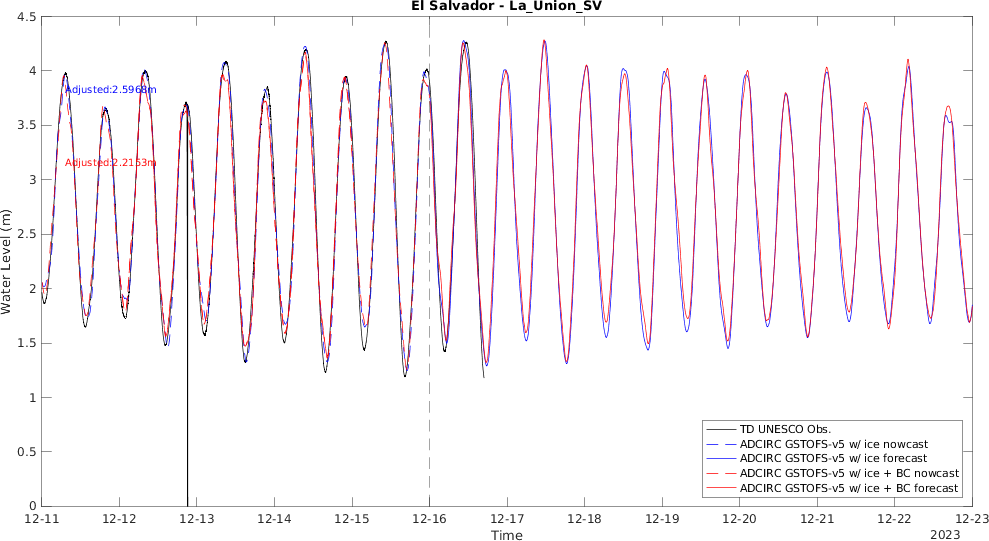 El Salvador - La_Union_SV
Water Level (m)
4.5
4
3.5
3
2.5
2
1.5
1
0.5
0
Adjusted:2.5968m
Adjusted:2.2153m
TD UNESCO Obs.
ADCIRC GSTOFS-v5 w/ ice nowcast
ADCIRC GSTOFS-v5 w/ ice forecast
ADCIRC GSTOFS-v5 w/ ice + BC nowcast
ADCIRC GSTOFS-v5 w/ ice + BC forecast
12-11 12-12 12-13 12-14 12-15 12-16 12-17 12-18 12-19 12-20 12-21 12-22 12-23
Time
2023